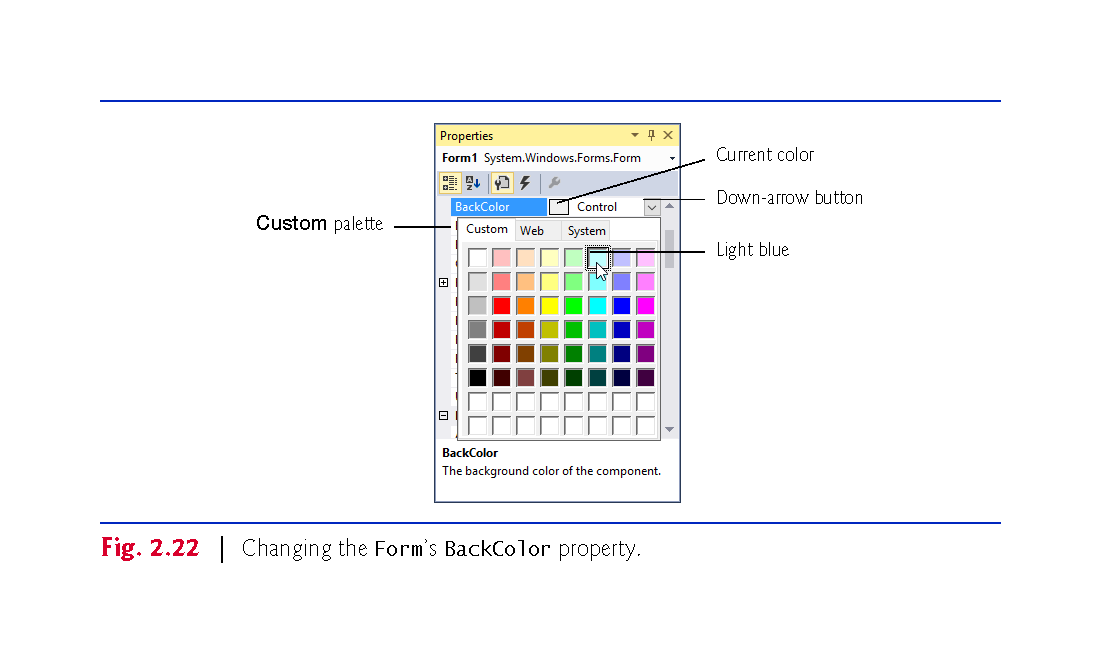 Properties
Form1 System.Windows.Forms.Form
Current color
BackColor Control
Down-arrow button
Custom palette
Custom Web System
Light blue
BackColor
The background color of the component.
Fig. 2.22 | Changing the Form's BackColor property.